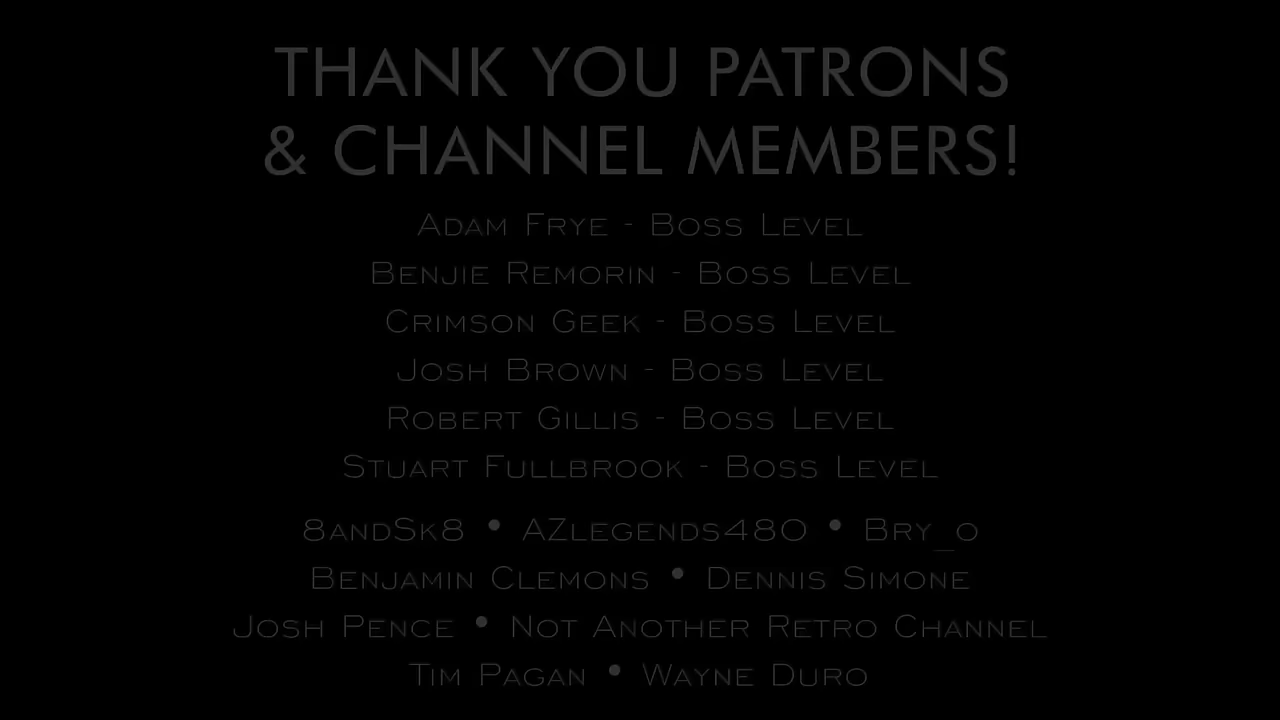 THANK YOU PATRONS
& CHANNEL MEMBERS!
Adam Frye - Boss Level
Benjie Remorin - Boss Level
Crimson Geek - Boss Level
Josh Brown - Boss Level
Robert Gillis - Boss Level
Stuart Fullbrook - Boss Level
8andSk8 • AZlegends480 • Bry_o
Benjamin Clemons • Dennis Simone
Josh Pence • Not Another Retro Channel
Tim Pagan • Wayne Duro